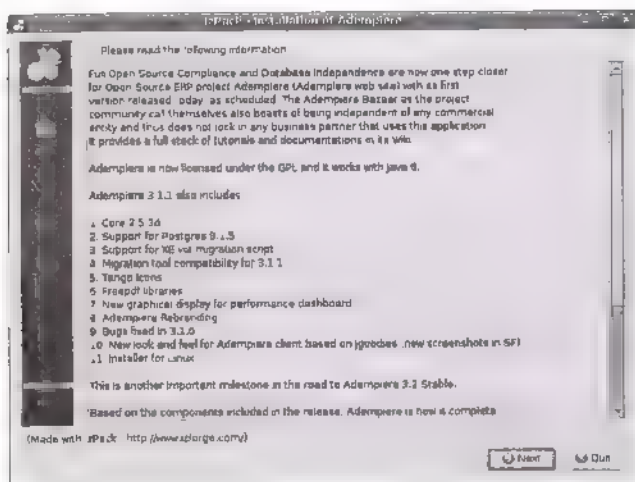 IzPack - Installation of Adempiere
Please read the following information
Full Open Source Compliance and Database Independence are now one step closer
for Open Source ERP project Adempiere (Adempiere web site) with its first
version released today as scheduled. The Adempiere Bazaar as the project
community call themselves also boasts of being independent of any commercial
entity and thus does not lock in any business partner that uses this application
It provides a full stack of tutorials and documentations in its Wiki.
Adempiere is now licensed under the GPL and it works with java
Adempiere 3.1.1 also includes
1. Core 2.5.3d
2. Support for Postgres
3. Support for XE via migration script
4. Migration tool compatibility for 3.1.1
5. Tango Icons
6. Freepdf libraries
7. New graphical display for performance dashboard
8. Adempiere Rebranding
9. Bugs fixed in 3.1.0
10. New look and feel for Adempiere client based on jgoodies (new screenshots in SF)
11. Installer for Linux
This is another important milestone in the road to Adempiere 3.2 Stable.
Based on the components included in the release, Adempiere is now a complete
(Made with IzPack - http://www.izforge.com/)
Next
Quit